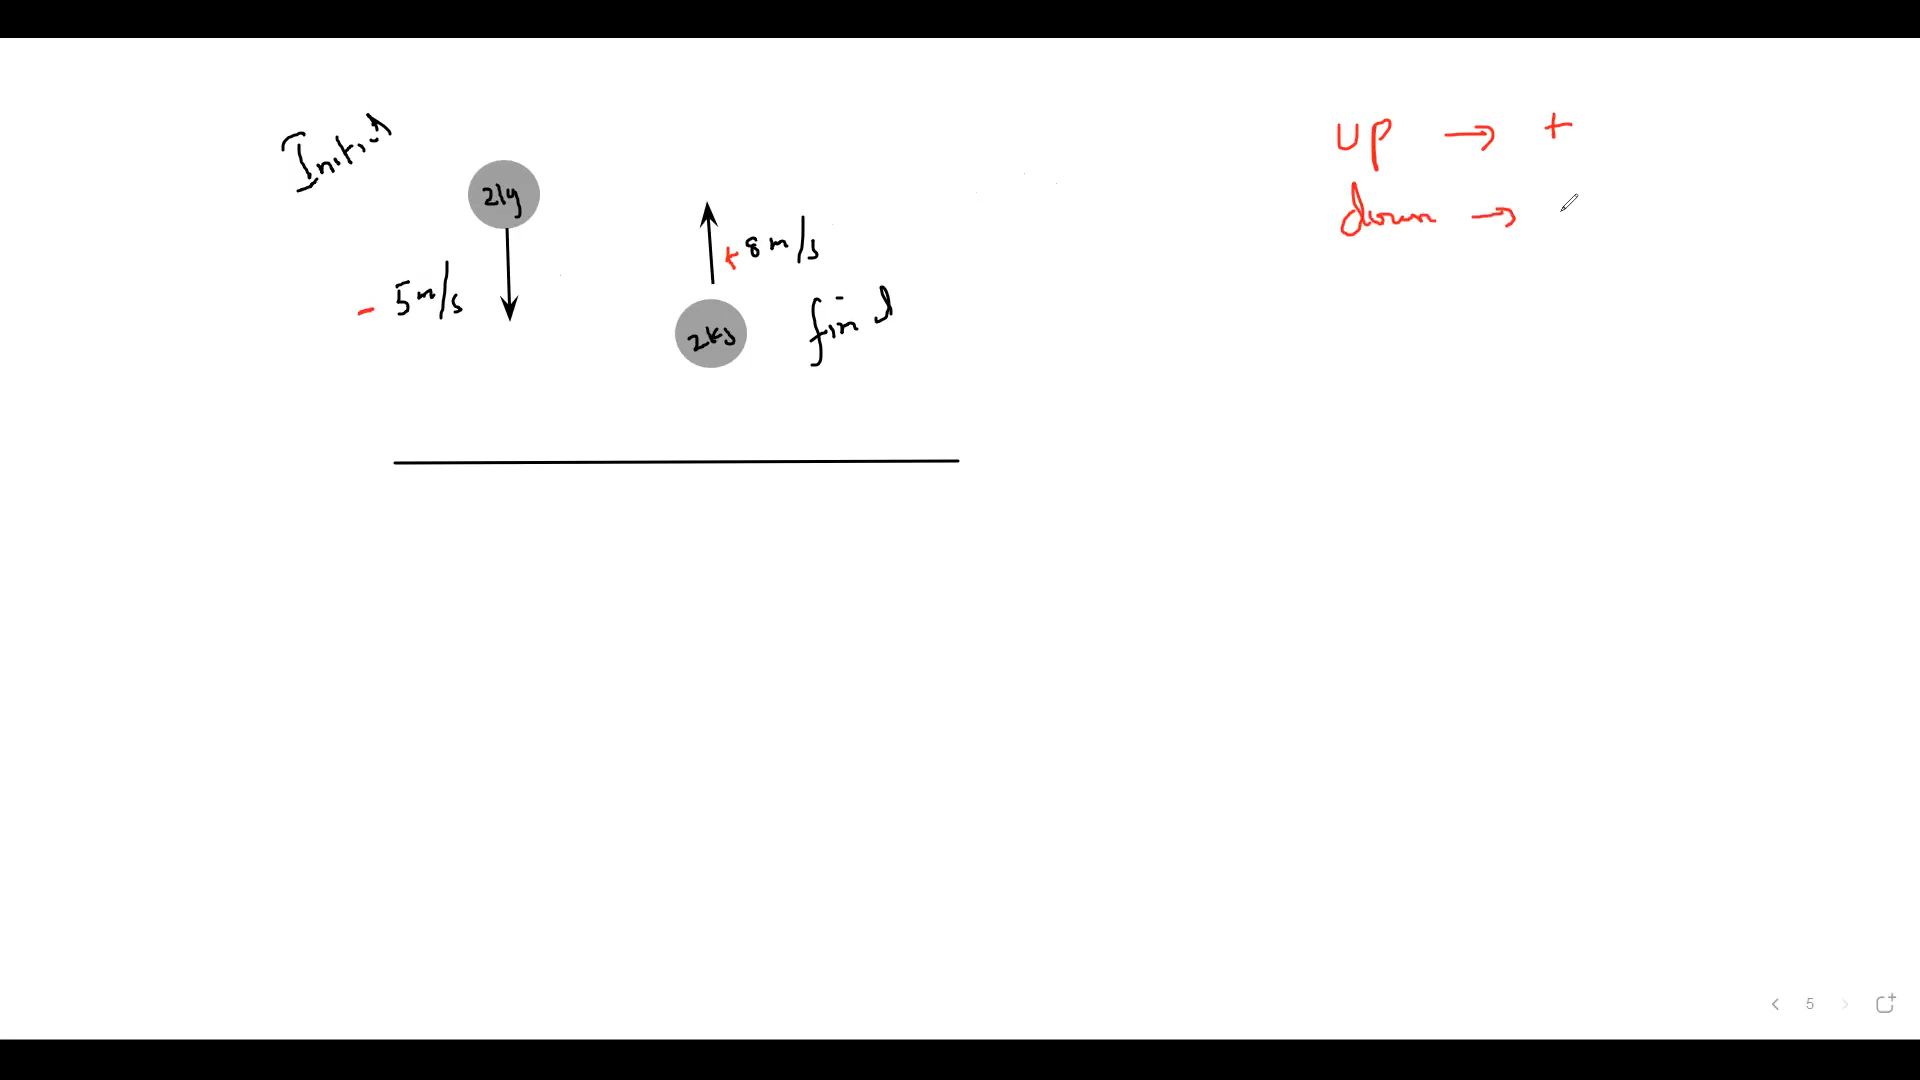 Initial
2kg
- 5m/s
+8m/s
2kg
final
up → +
down →
5